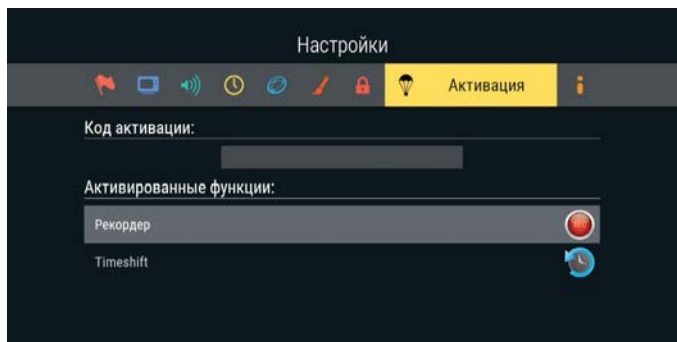 Настройки
Активация
Код активации:
Активированные функции:
Рекордер
Timeshift